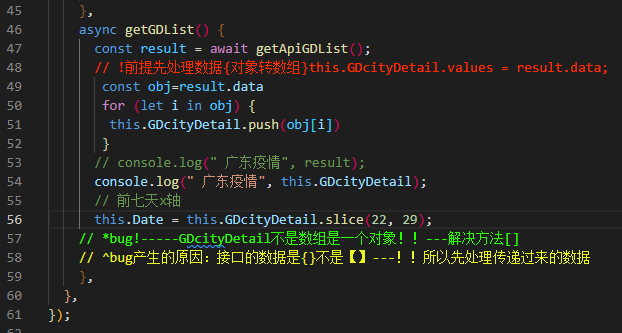 45 },
46 async getGDList() {
47 const result = await getApiGDList();
48 // !前提先处理数据{对象转数组}this.GDcityDetail.values = result.data;
49 const obj=result.data
50 for (let i in obj) {
51 this.GDcityDetail.push(obj[i])
52 }
53 // console.log(" 广东疫情", result);
54 console.log(" 广东疫情", this.GDcityDetail);
55 // 前七天x轴
56 this.Date = this.GDcityDetail.slice(22, 29);
57 // *bug!-----GDcityDetail不是数组是一个对象！！---解决方法[]
58 // ^bug产生的原因：接口的数据是{}不是【】---！！所以先处理传递过来的数据
59 },
60 },
61 });